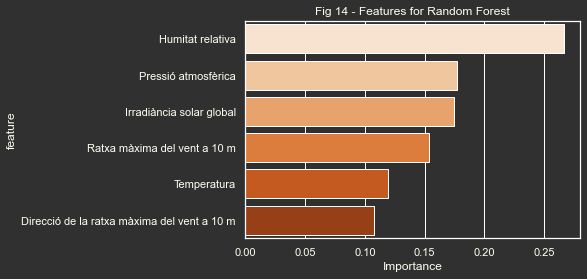 Fig 14 - Features for Random Forest
feature
Humitat relativa
Pressió atmosfèrica
Irradiància solar global
Ratxa màxima del vent a 10 m
Temperatura
Direcció de la ratxa màxima del vent a 10 m
0.00 0.05 0.10 0.15 0.20 0.25
Importance